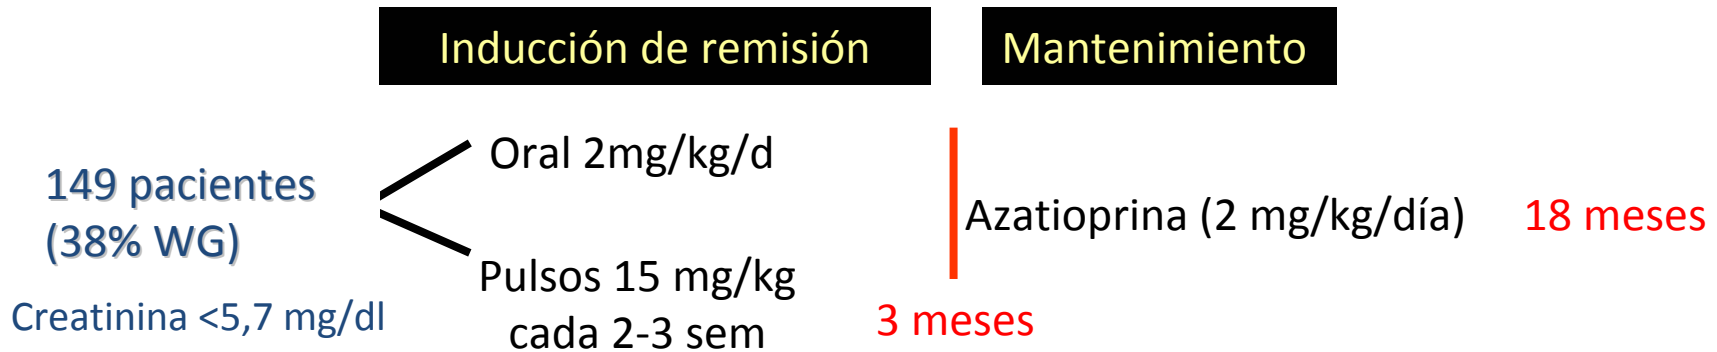 Inducción de remisión
Mantenimiento
149 pacientes
(38% WG)
Creatinina <5,7 mg/dl
Oral 2mg/kg/d
Pulsos 15 mg/kg
cada 2-3 sem
3 meses
Azatioprina (2 mg/kg/día)
18 meses